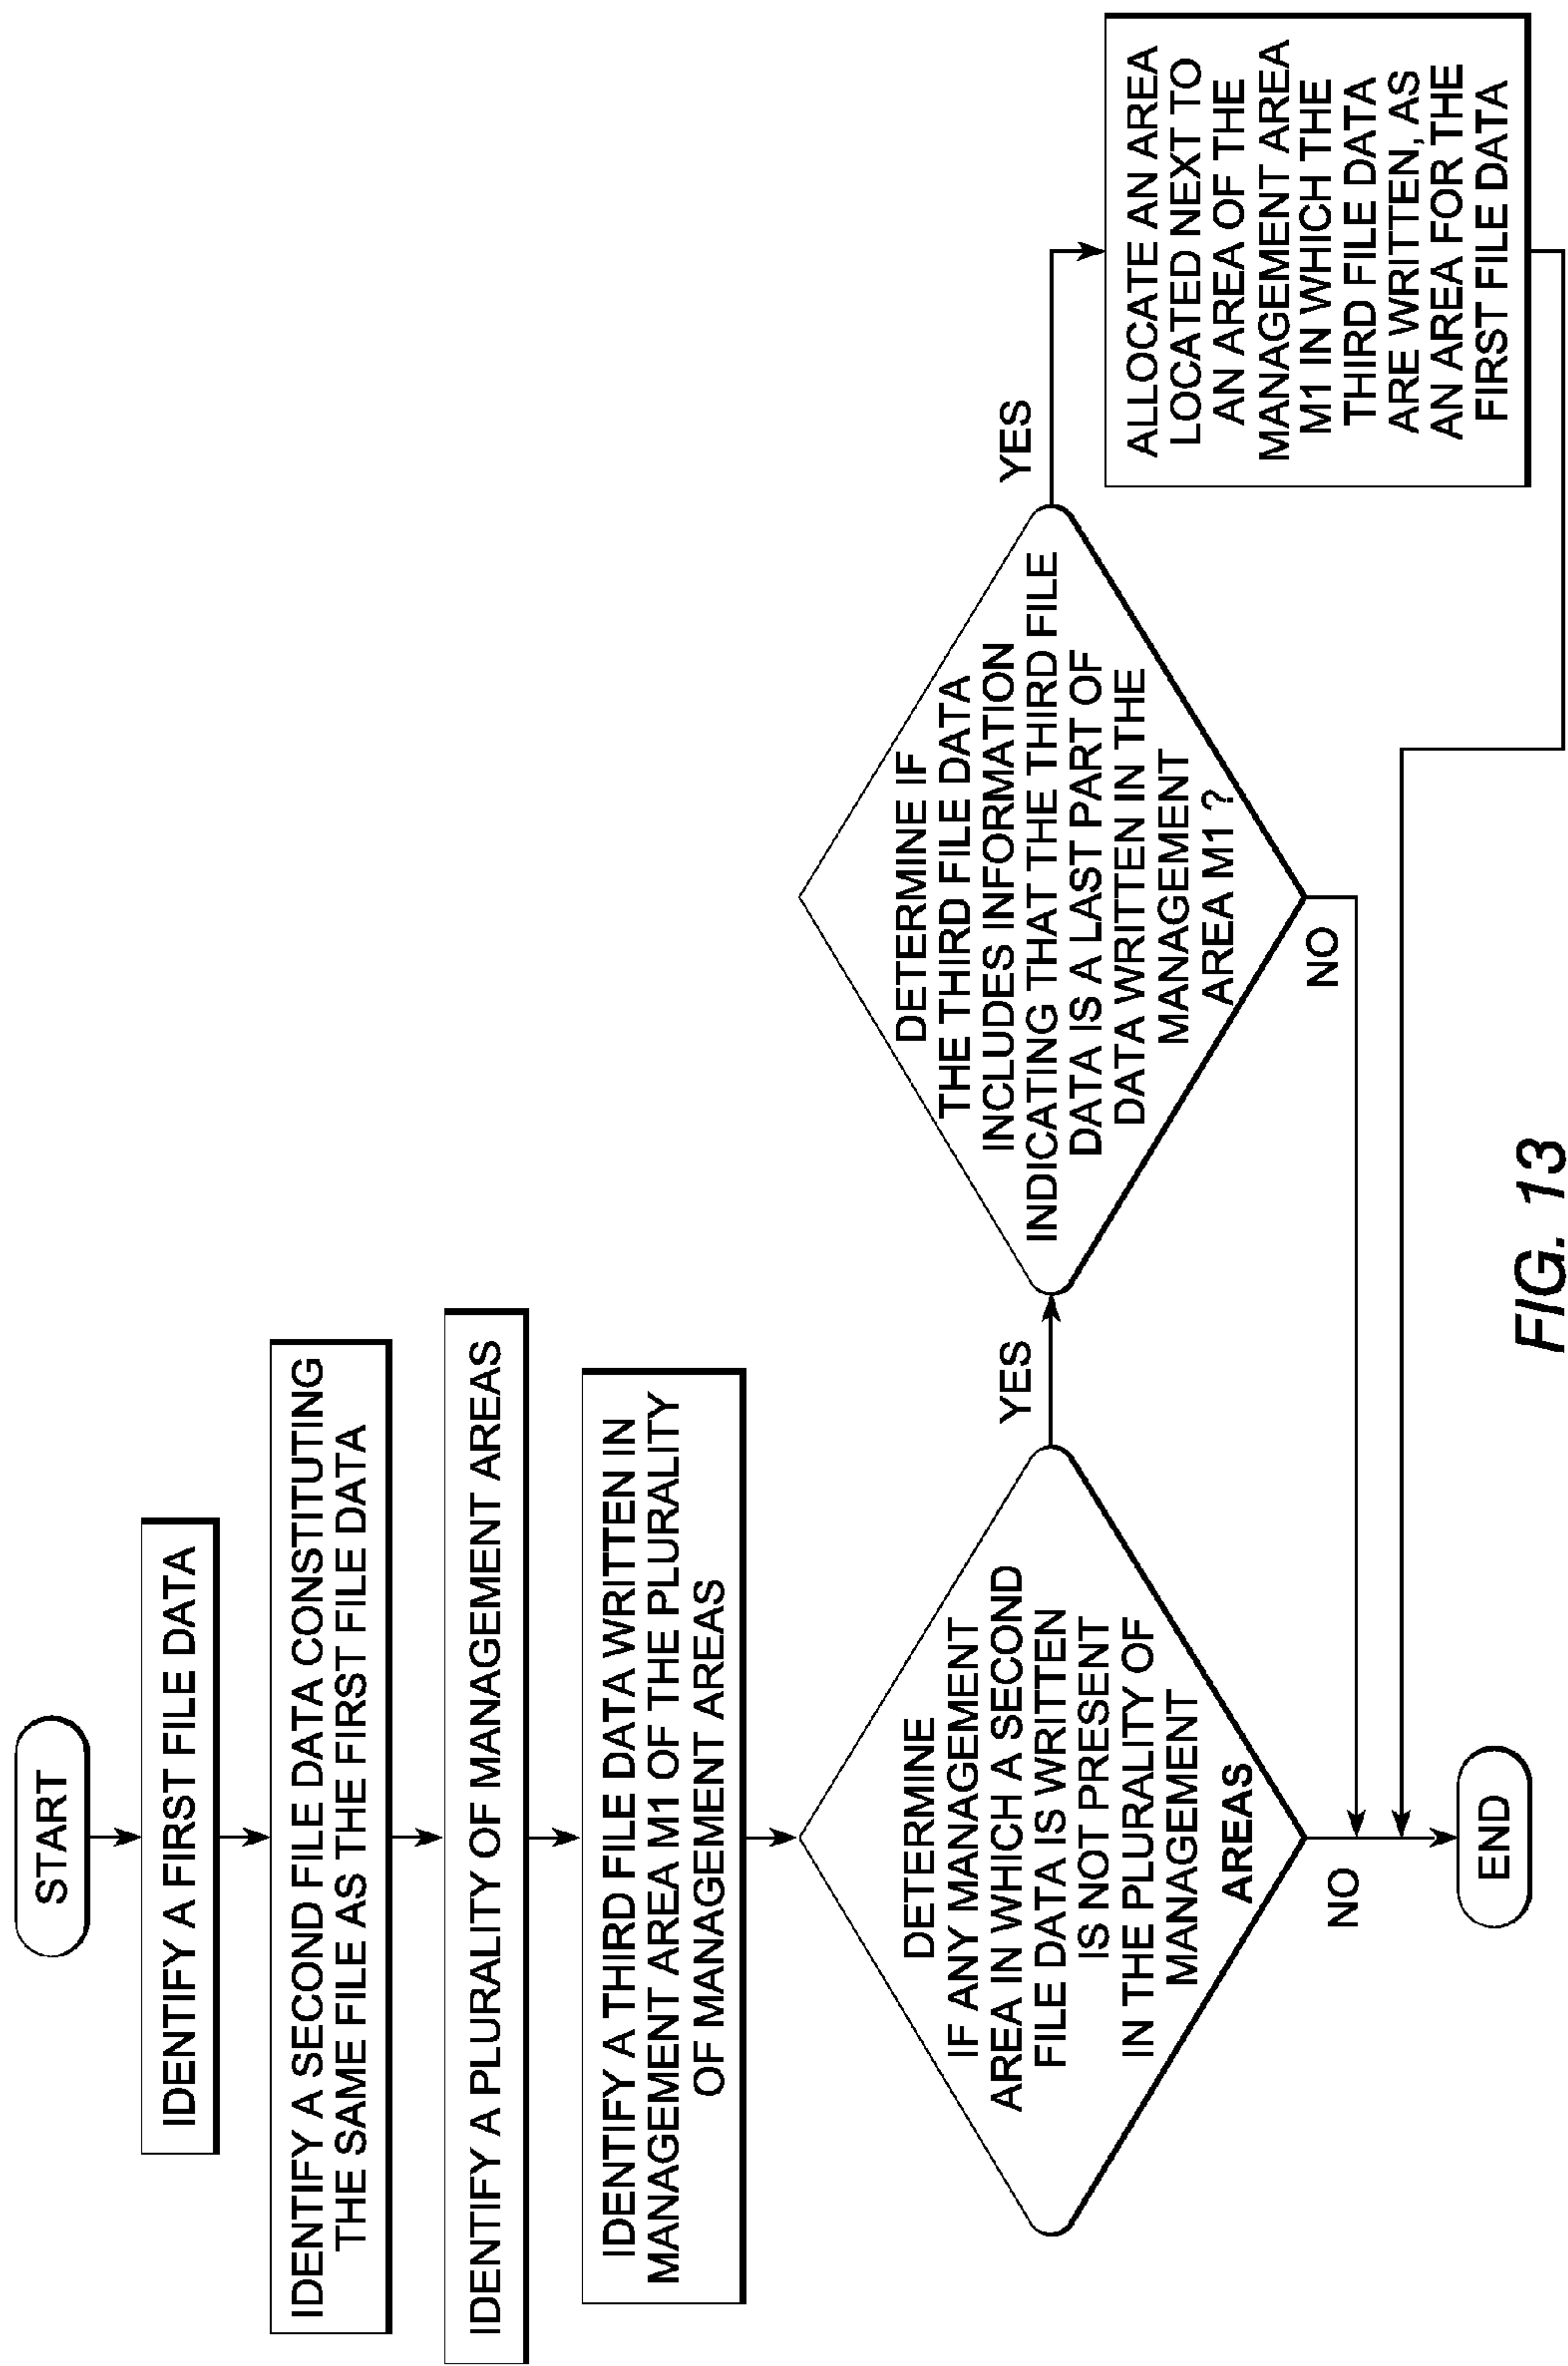 START
IDENTIFY A FIRST FILE DATA
IDENTIFY A SECOND FILE DATA CONSTITUTING
THE SAME FILE AS THE FIRST FILE DATA
IDENTIFY A PLURALITY OF MANAGEMENT AREAS
IDENTIFY A THIRD FILE DATA WRITTEN IN
MANAGEMENT AREA M1 OF THE PLURALITY
OF MANAGEMENT AREAS
DETERMINE
IF ANY MANAGEMENT
AREA IN WHICH A SECOND
FILE DATA IS WRITTEN
IS NOT PRESENT
IN THE PLURALITY OF
MANAGEMENT
AREAS
YES
NO
DETERMINE IF
THE THIRD FILE DATA
INCLUDES INFORMATION
INDICATING THAT THE THIRD FILE
DATA IS A LAST PART OF
DATA WRITTEN IN THE
MANAGEMENT
AREA M1 ?
YES
NO
ALLOCATE AN AREA
LOCATED NEXT TO
AN AREA OF THE
MANAGEMENT AREA
M1 IN WHICH THE
THIRD FILE DATA
ARE WRITTEN, AS
AN AREA FOR THE
FIRST FILE DATA
END
FIG. 13